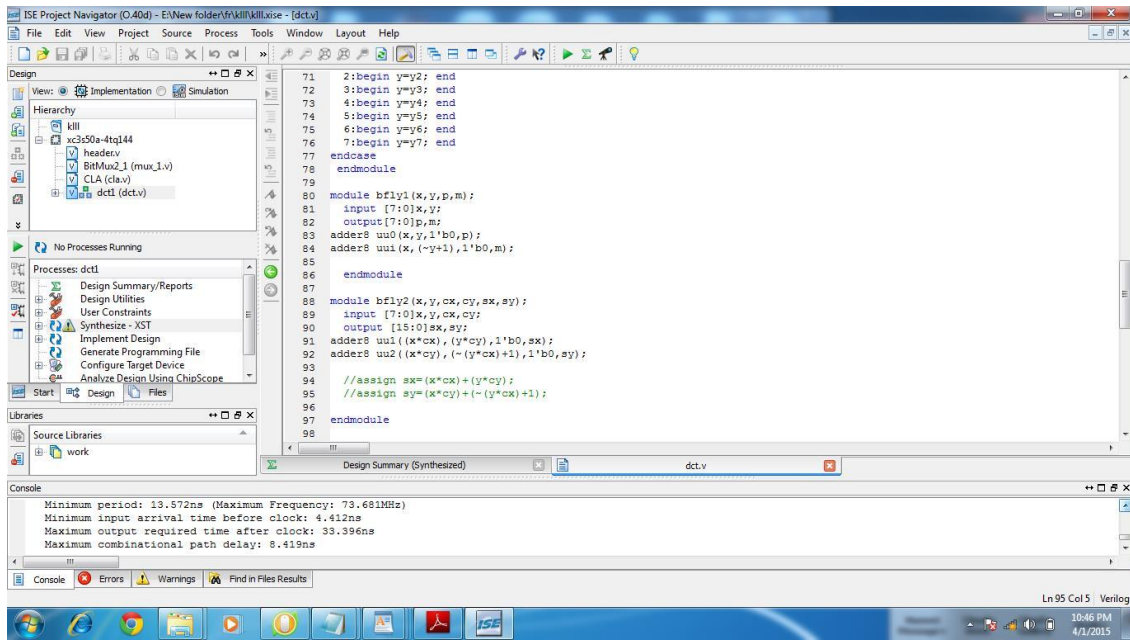 ISE Project Navigator (O.40d) - E:\New folder\fr\klll\klll.xise - [dct.v]
File Edit View Project Source Process Tools Window Layout Help
Design
View: Implementation Simulation
Hierarchy
klll
xc3s50a-4tq144
header.v
BitMux2_1 (mux_1.v)
CLA (cla.v)
dct1 (dct.v)
No Processes Running
Processes: dct1
Design Summary/Reports
Design Utilities
User Constraints
Synthesize - XST
Implement Design
Generate Programming File
Configure Target Device
Analyze Design Using ChipScope
Start Design Files
Libraries
Source Libraries
work
71 2:begin y=y2; end
72 3:begin y=y3; end
73 4:begin y=y4; end
74 5:begin y=y5; end
75 6:begin y=y6; end
76 7:begin y=y7; end
77 endcase
78 endmodule
79
80 module bfly1(x,y,p,m);
81 input [7:0]x,y;
82 output[7:0]p,m;
83 adder8 uu0(x,y,1'b0,p);
84 adder8 uui(x,(~y+1),1'b0,m);
85
86 endmodule
87
88 module bfly2(x,y,cx,cy,sx,sy);
89 input [7:0]x,y,cx,cy;
90 output [15:0]sx,sy;
91 adder8 uu1((x*cx),(y*cy),1'b0,sx);
92 adder8 uu2((x*cy),(~(y*cx)+1),1'b0,sy);
93
94 //assign sx=(x*cx)+(y*cy);
95 //assign sy=(x*cy)+(~(y*cx)+1);
96
97 endmodule
98
Design Summary (Synthesized) dct.v
Console
Minimum period: 13.572ns (Maximum Frequency: 73.681MHz)
Minimum input arrival time before clock: 4.412ns
Maximum output required time after clock: 33.396ns
Maximum combinational path delay: 8.419ns
Console Errors Warnings Find in Files Results
Ln 95 Col 5 Verilog
ISE
10:46 PM
4/1/2015